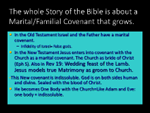 The whole Story of the Bible is about a
Marital/Familial Covenant that grows.
In the Old Testament Israel and the Father have a marital
covenant.
Infidelity of Israel= false gods.
In the New Testament Jesus enters into covenant with the
Church as a marital covenant. The Church as bride of Christ
(Eph 5). Also in Rev 19: Wedding feast of the Lamb.
Jesus models true Matrimony as groom to Church.
This New covenant is indissoluble. God is on both sides human
and divine. Sealed with the blood of Christ.
He becomes One Body with the Church=Like Adam and Eve:
one body = indissoluble.